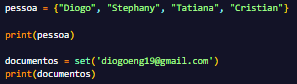 pessoa = {"Diogo", "Stephany", "Tatiana", "Cristian"}
print(pessoa)
documentos = set('diogoeng19@gmail.com')
print(documentos)